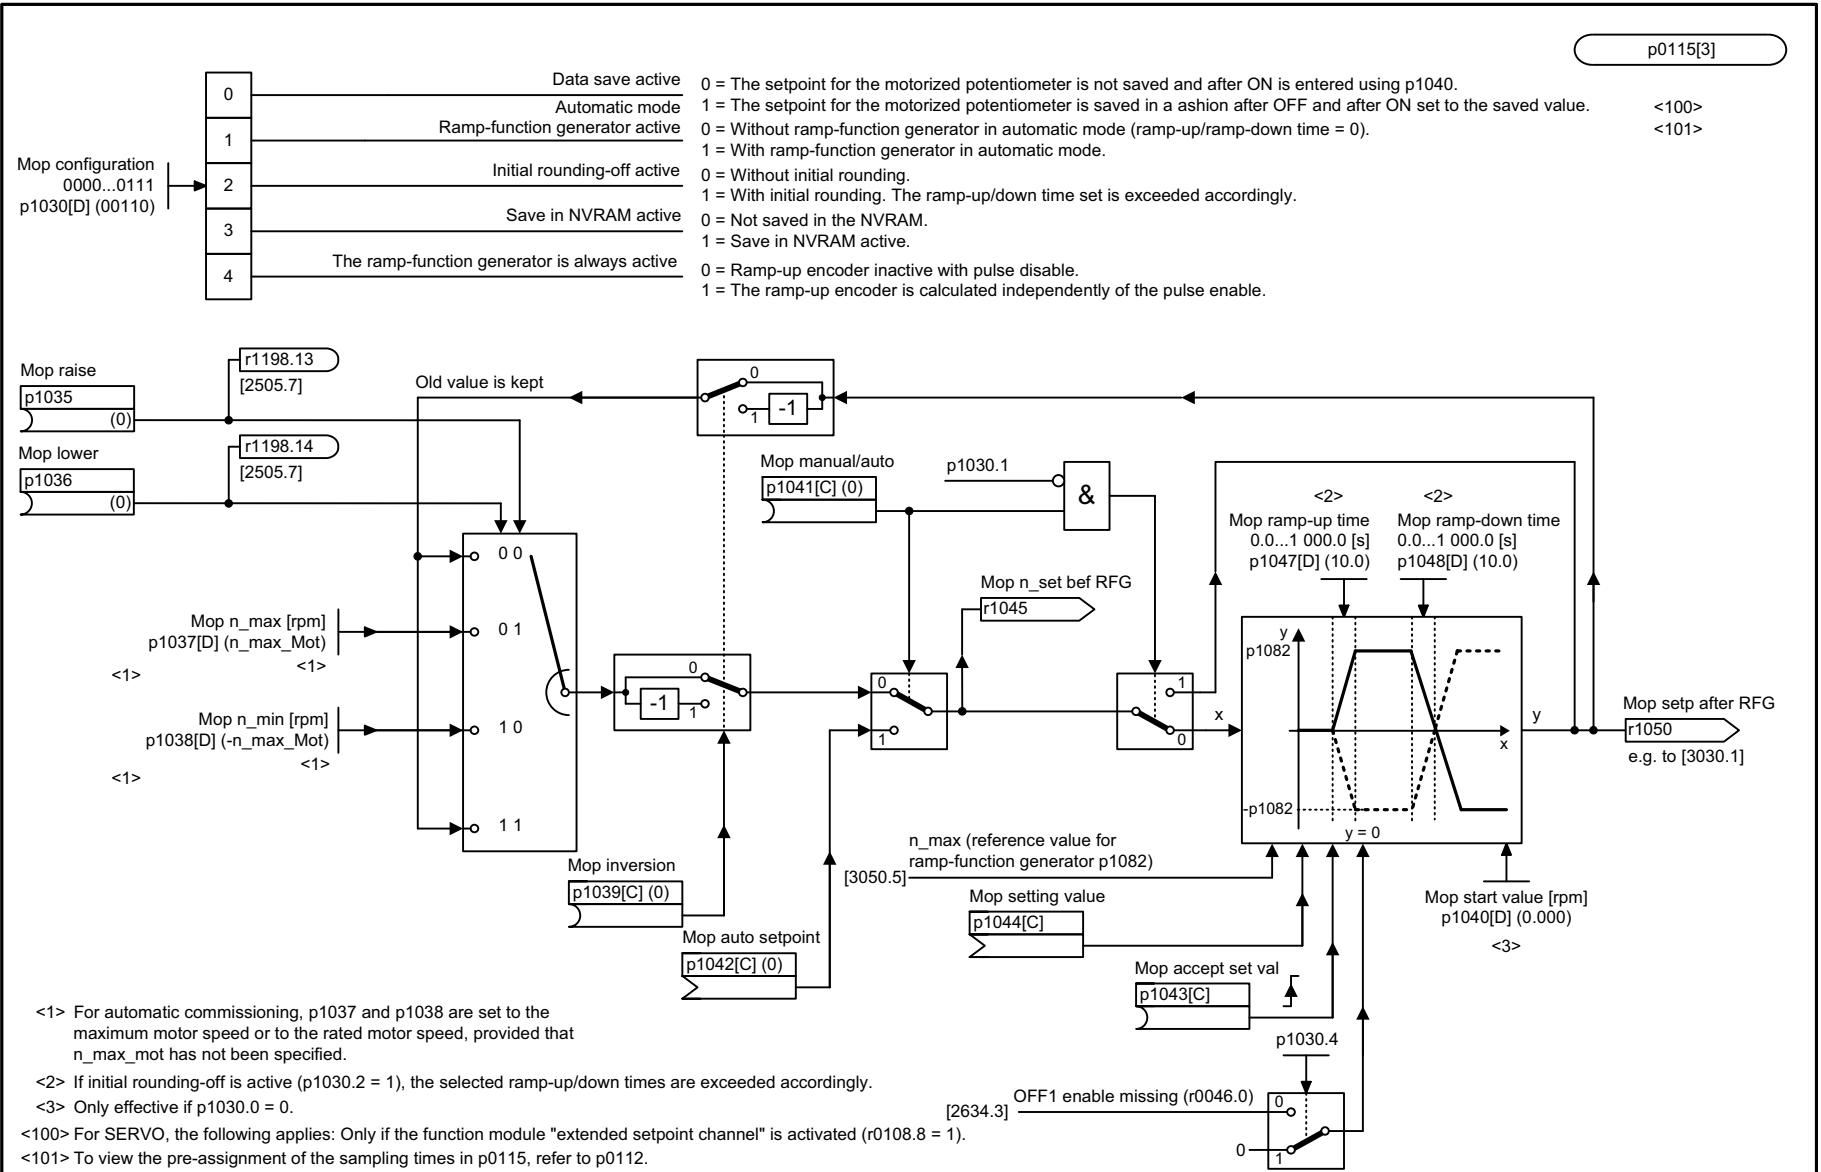 p0115[3]
0
Data save active
0 = The setpoint for the motorized potentiometer is not saved and after ON is entered using p1040.
Automatic mode
1 = The setpoint for the motorized potentiometer is saved in a ashion after OFF and after ON set to the saved value.
<100>
1
Ramp-function generator active
0 = Without ramp-function generator in automatic mode (ramp-up/ramp-down time = 0).
<101>
1 = With ramp-function generator in automatic mode.
Mop configuration
0000...0111
p1030[D] (00110)
2
Initial rounding-off active
0 = Without initial rounding.
1 = With initial rounding. The ramp-up/down time set is exceeded accordingly.
3
Save in NVRAM active
0 = Not saved in the NVRAM.
1 = Save in NVRAM active.
4
The ramp-function generator is always active
0 = Ramp-up encoder inactive with pulse disable.
1 = The ramp-up encoder is calculated independently of the pulse enable.
Mop raise
p1035
(0)
r1198.13
[2505.7]
Mop lower
p1036
(0)
r1198.14
[2505.7]
Old value is kept
0
1
-1
Mop manual/auto
p1041[C] (0)
p1030.1
&
<2>
Mop ramp-up time
0.0...1 000.0 [s]
p1047[D] (10.0)
<2>
Mop ramp-down time
0.0...1 000.0 [s]
p1048[D] (10.0)
0 0
0 1
1 0
1 1
Mop n_max [rpm]
p1037[D] (n_max_Mot)
<1>
<1>
Mop n_min [rpm]
p1038[D] (-n_max_Mot)
<1>
<1>
0
-1
1
Mop n_set bef RFG
r1045
0
1
1
0
x
y
p1082
x
-p1082
y = 0
y
Mop setp after RFG
r1050
e.g. to [3030.1]
Mop inversion
p1039[C] (0)
Mop auto setpoint
p1042[C] (0)
n_max (reference value for
ramp-function generator p1082)
[3050.5]
Mop setting value
p1044[C]
Mop accept set val
p1043[C]
Mop start value [rpm]
p1040[D] (0.000)
<3>
p1030.4
OFF1 enable missing (r0046.0)
[2634.3]
0
0
1
<1> For automatic commissioning, p1037 and p1038 are set to the
maximum motor speed or to the rated motor speed, provided that
n_max_mot has not been specified.
<2> If initial rounding-off is active (p1030.2 = 1), the selected ramp-up/down times are exceeded accordingly.
<3> Only effective if p1030.0 = 0.
<100> For SERVO, the following applies: Only if the function module "extended setpoint channel" is activated (r0108.8 = 1).
<101> To view the pre-assignment of the sampling times in p0115, refer to p0112.